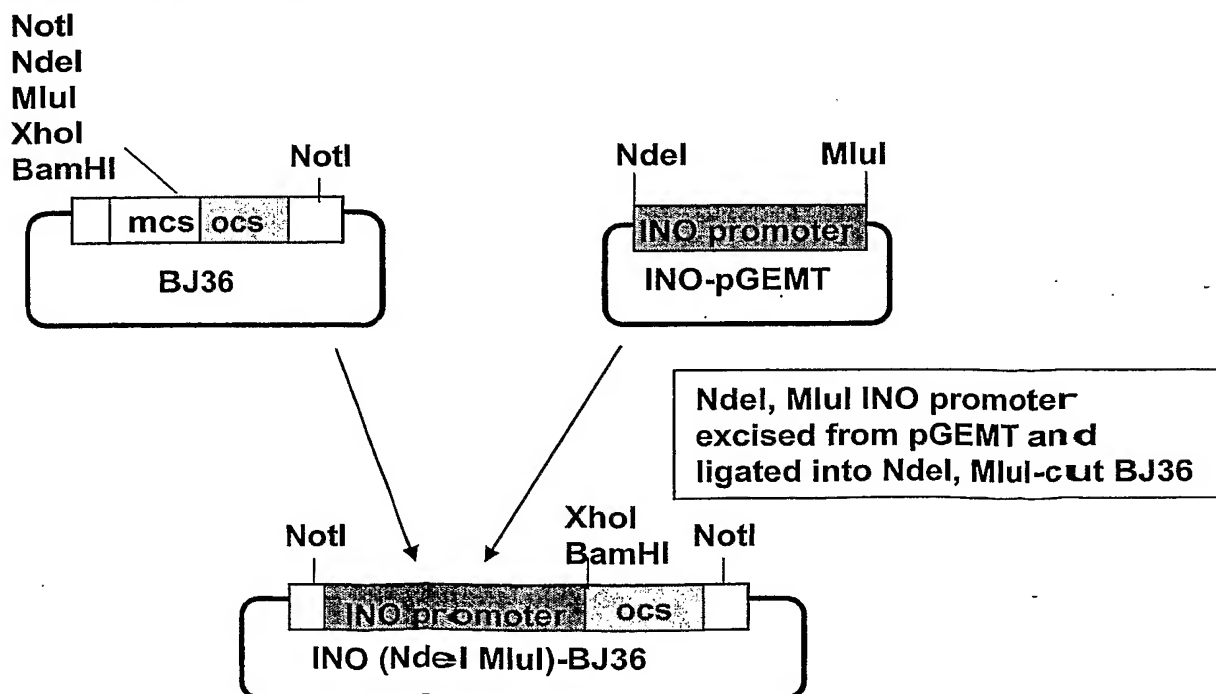 NotI
NdeI
MluI
XhoI
BamHI
NotI
mcs ocs
BJ36
NdeI MluI
INO promoter
INO-pGEMT
NdeI, MluI INO promoter
excised from pGEMT and
ligated into NdeI, MluI-cut BJ36
NotI
XhoI
BamHI
NotI
INO promoter ocs
INO (NdeI MluI)-BJ36